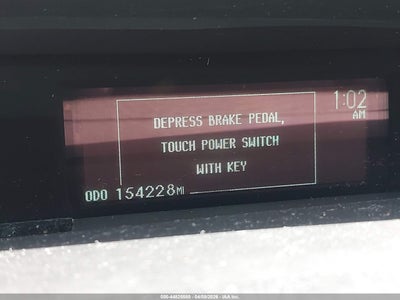 1:02
AM
DEPRESS BRAKE PEDAL,
TOUCH POWER SWITCH
WITH KEY
ODO 154228MI